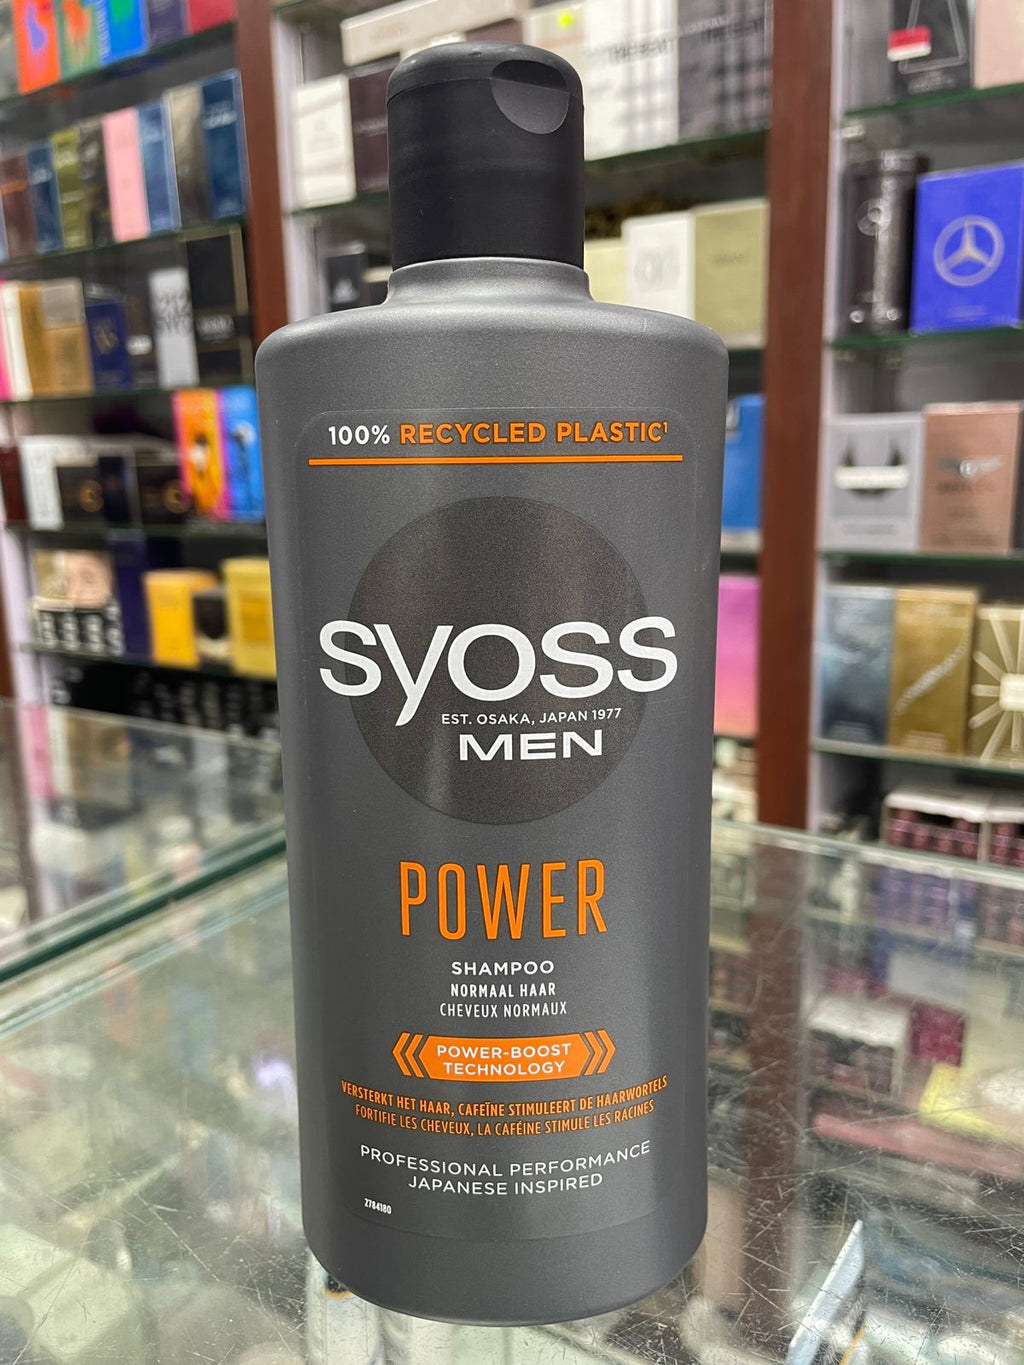 100% RECYCLED PLASTIC¹
syoss
EST. OSAKA, JAPAN 1977
MEN
POWER
SHAMPOO
NORMAAL HAAR
CHEVEUX NORMAUX
POWER-BOOST
TECHNOLOGY
VERSTERKT HET HAAR, CAFEÏNE STIMULEERT DE HAARWORTELS
FORTIFIE LES CHEVEUX, LA CAFÉINE STIMULE LES RACINES
PROFESSIONAL PERFORMANCE
JAPANESE INSPIRED
2784180